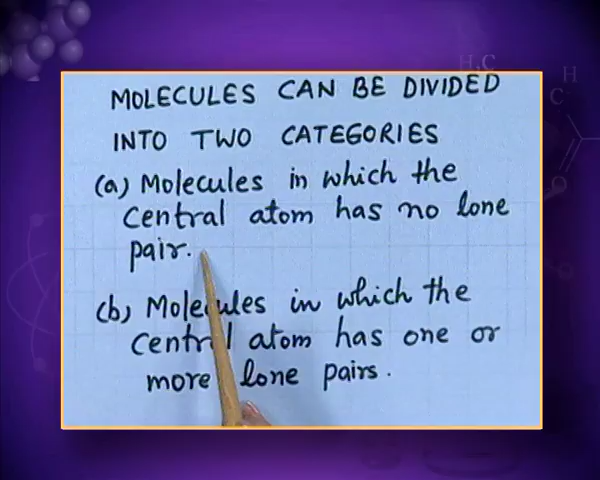 MOLECULES CAN BE DIVIDED
INTO TWO CATEGORIES
(a) Molecules in which the
central atom has no lone
pair.
(b) Molecules in which the
central atom has one or
more lone pairs.
H₃C
H
C